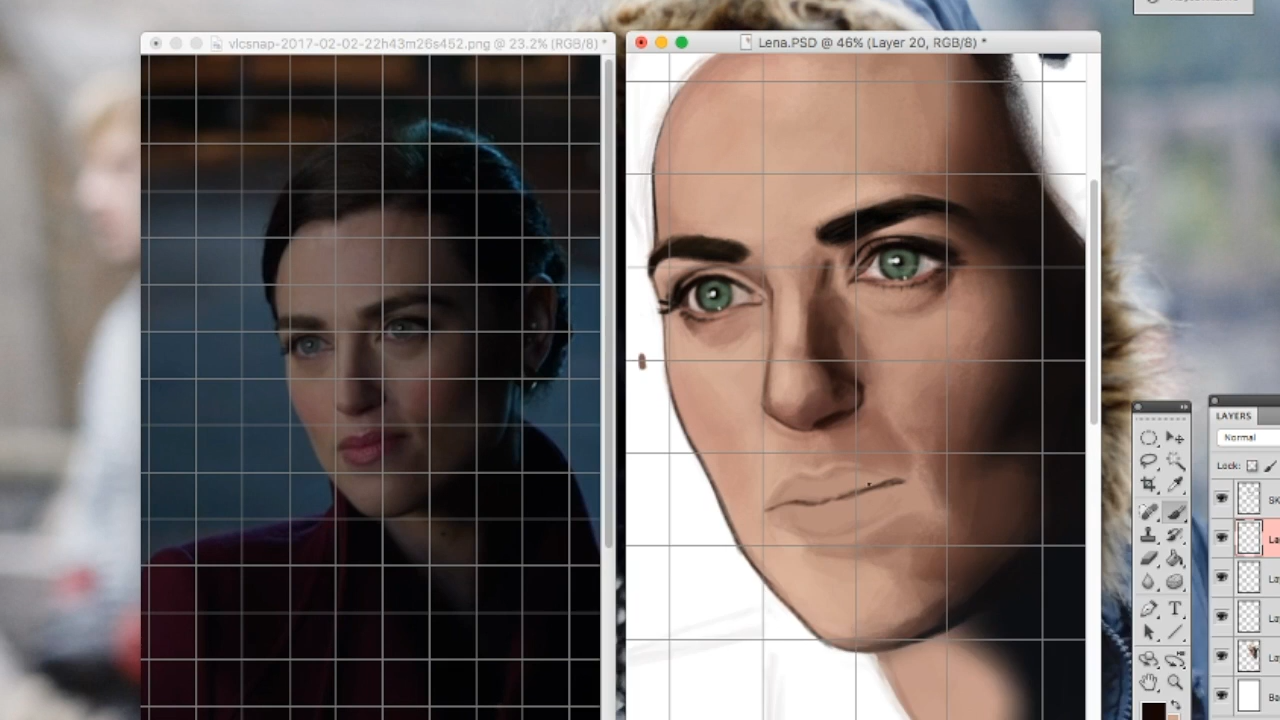 vlcsnap-2017-02-02-22h43m26s452.png @ 23.2% (RGB/8) *
Lena.PSD @ 46% (Layer 20, RGB/8) *
LAYERS
Normal
Lock:
T